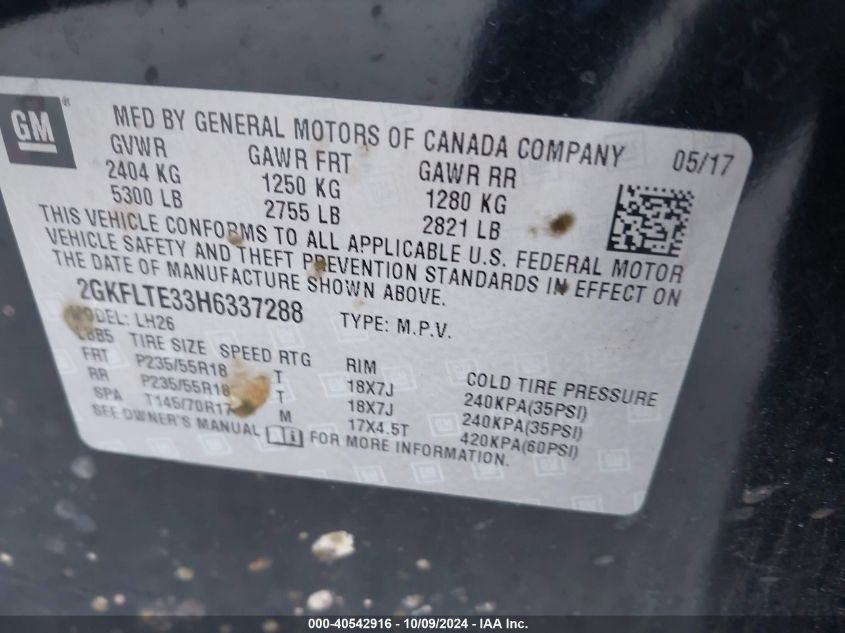 GM
MFD BY GENERAL MOTORS OF CANADA COMPANY 05/17
GVWR GAWR FRT GAWR RR
2404 KG 1250 KG 1280 KG
5300 LB 2755 LB 2821 LB
THIS VEHICLE CONFORMS TO ALL APPLICABLE U.S. FEDERAL MOTOR
VEHICLE SAFETY AND THEFT PREVENTION STANDARDS IN EFFECT ON
THE DATE OF MANUFACTURE SHOWN ABOVE.
2GKFLTE33H6337288 TYPE: M.P.V.
MODEL: LH26
LBB5 TIRE SIZE SPEED RTG RIM COLD TIRE PRESSURE
FRT P235/55R18 T 18X7J 240KPA(35PSI)
RR P235/55R18 T 18X7J 240KPA(35PSI)
SPA T145/70R17 M 17X4.5T 420KPA(60PSI)
SEE OWNER'S MANUAL FOR MORE INFORMATION.
000-40542916 - 10/09/2024 - IAA Inc.